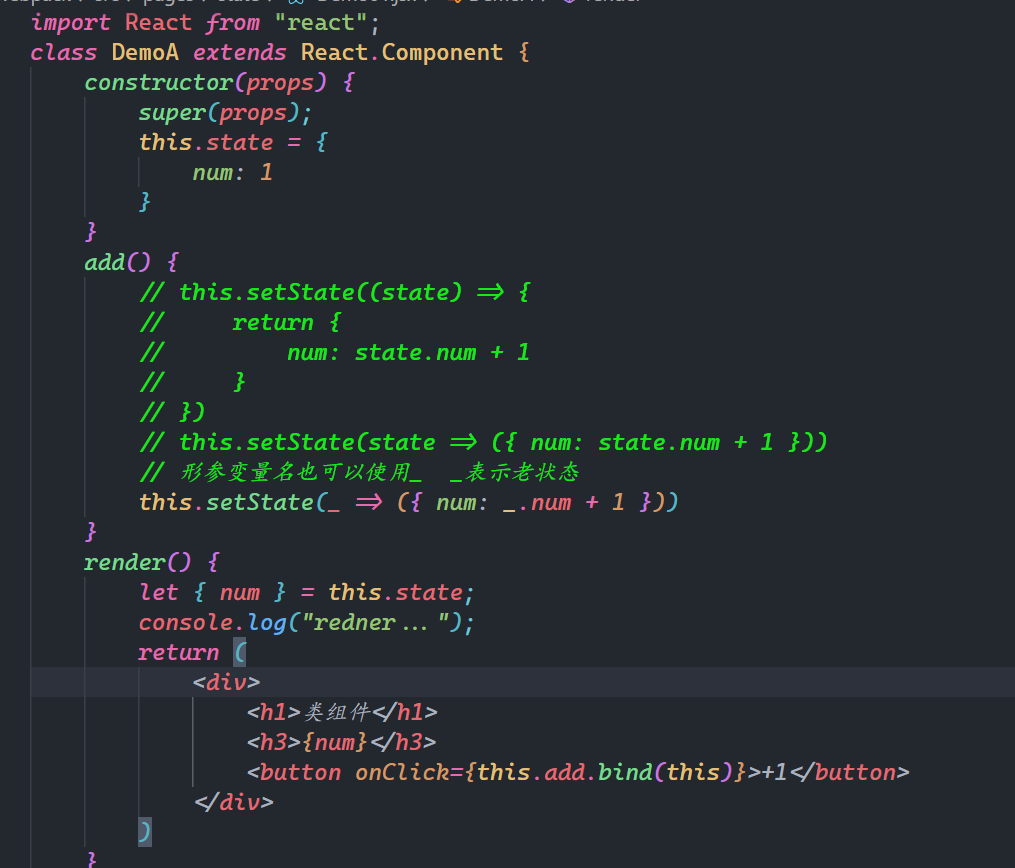 import React from "react";
class DemoA extends React.Component {
    constructor(props) {
        super(props);
        this.state = {
            num: 1
        }
    }
    add() {
        // this.setState((state) => {
        //     return {
        //         num: state.num + 1
        //     }
        // })
        // this.setState(state => ({ num: state.num + 1 }))
        // 形参变量名也可以使用_  _表示老状态
        this.setState(_ => ({ num: _.num + 1 }))
    }
    render() {
        let { num } = this.state;
        console.log("redner...");
        return (
            <div>
                <h1>类组件</h1>
                <h3>{num}</h3>
                <button onClick={this.add.bind(this)}>+1</button>
            </div>
        )
    }